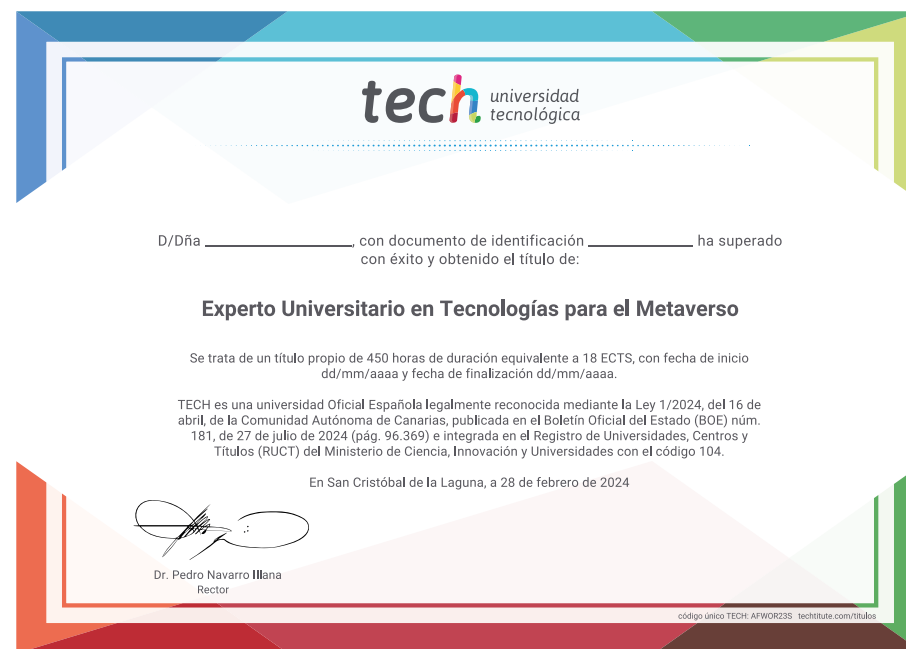 tech universidad
tecnológica
D/Dña ______________, con documento de identificación __________ ha superado
con éxito y obtenido el título de:
Experto Universitario en Tecnologías para el Metaverso
Se trata de un título propio de 450 horas de duración equivalente a 18 ECTS, con fecha de inicio
dd/mm/aaaa y fecha de finalización dd/mm/aaaa.
TECH es una universidad Oficial Española legalmente reconocida mediante la Ley 1/2024, del 16 de
abril, de la Comunidad Autónoma de Canarias, publicada en el Boletín Oficial del Estado (BOE) núm.
181, de 27 de julio de 2024 (pág. 96.369) e integrada en el Registro de Universidades, Centros y
Títulos (RUCT) del Ministerio de Ciencia, Innovación y Universidades con el código 104.
En San Cristóbal de la Laguna, a 28 de febrero de 2024
Dr. Pedro Navarro Illana
Rector
código único TECH: AFWOR23S techtitute.com/titulos